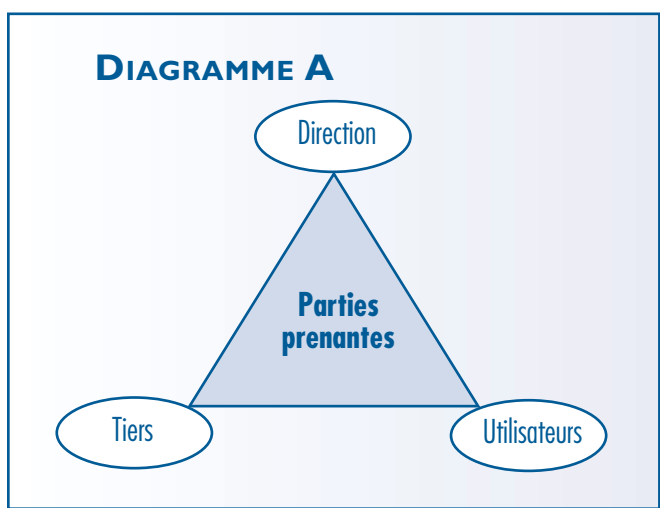 DIAGRAMME A
Direction
Parties
prenantes
Tiers
Utilisateurs